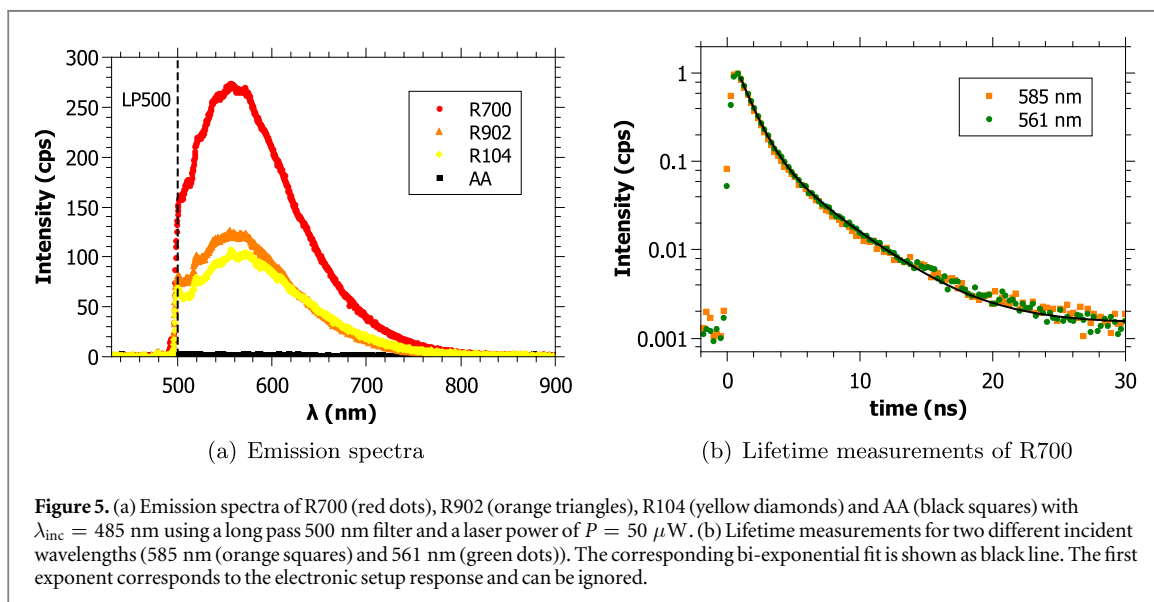 300
250
200
150
100
50
0
Intensity (cps)
LP500
R700
R902
R104
AA
500 600 700 800 900
λ (nm)
(a) Emission spectra
1
0.1
0.01
0.001
Intensity (cps)
585 nm
561 nm
0 10 20 30
time (ns)
(b) Lifetime measurements of R700
Figure 5. (a) Emission spectra of R700 (red dots), R902 (orange triangles), R104 (yellow diamonds) and AA (black squares) with
λinc = 485 nm using a long pass 500 nm filter and a laser power of P = 50 μW. (b) Lifetime measurements for two different incident
wavelengths (585 nm (orange squares) and 561 nm (green dots)). The corresponding bi-exponential fit is shown as black line. The first
exponent corresponds to the electronic setup response and can be ignored.